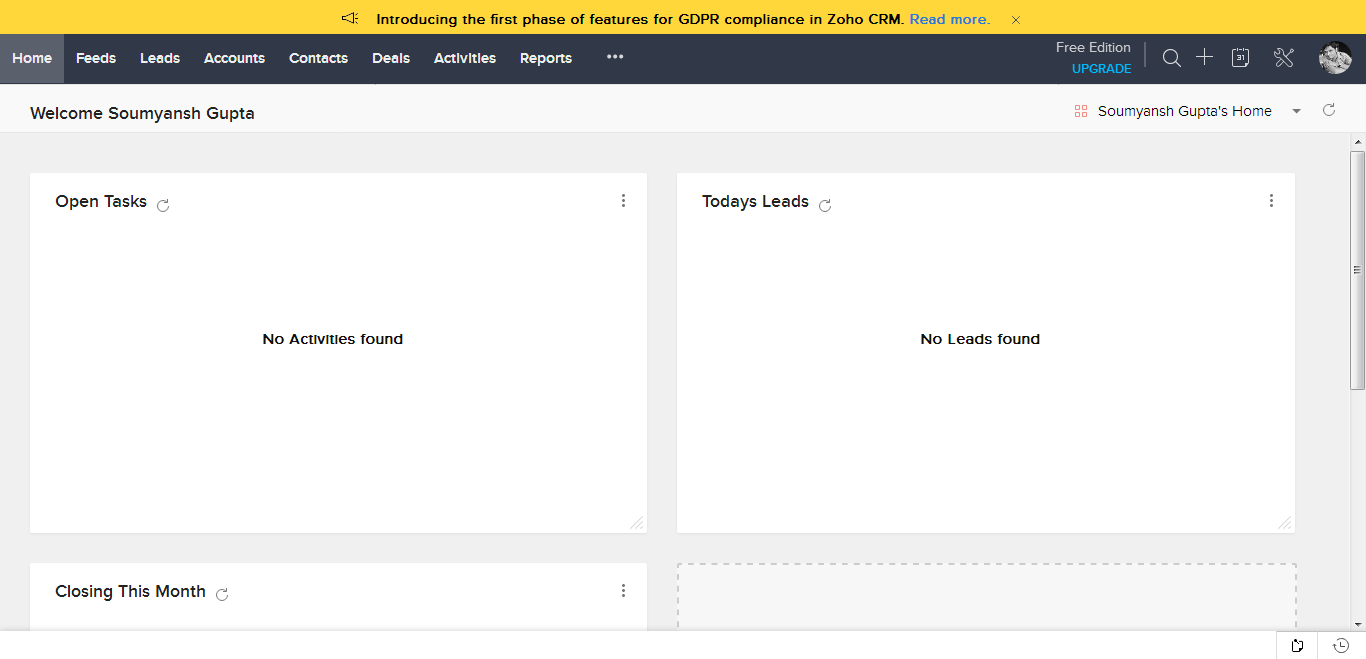 Introducing the first phase of features for GDPR compliance in Zoho CRM. Read more.
Home Feeds Leads Accounts Contacts Deals Activities Reports
Free Edition
UPGRADE
31
Welcome Soumyansh Gupta
Soumyansh Gupta's Home
Open Tasks
Todays Leads
No Activities found
No Leads found
Closing This Month